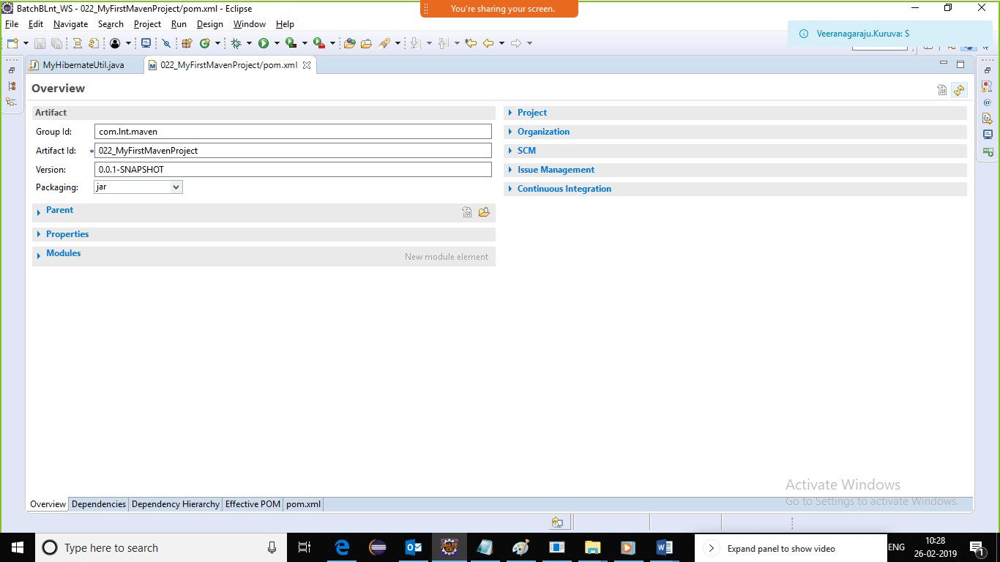 BatchBLnt_WS - 022_MyFirstMavenProject/pom.xml - Eclipse
You're sharing your screen.
File Edit Navigate Search Project Run Design Window Help
Veeranagaraju.Kuruva: S
MyHibernateUtil.java
022_MyFirstMavenProject/pom.xml
Overview
Artifact
Group Id: com.lnt.maven
Artifact Id: * 022_MyFirstMavenProject
Version: 0.0.1-SNAPSHOT
Packaging: jar
Parent
Properties
Modules
New module element
Project
Organization
SCM
Issue Management
Continuous Integration
Activate Windows
Go to Settings to activate Windows.
Overview Dependencies Dependency Hierarchy Effective POM pom.xml
Type here to search
Expand panel to show video
ENG
10:28
26-02-2019
1